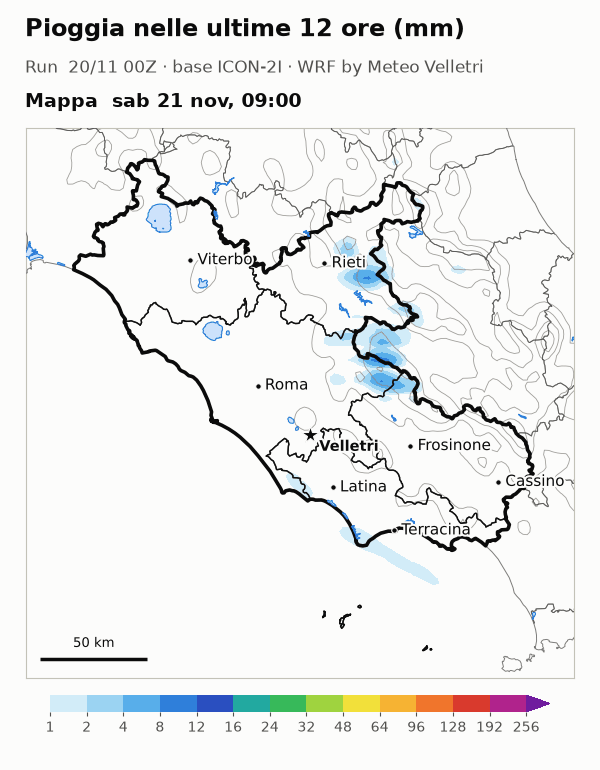 Pioggia nelle ultime 12 ore (mm)
Run  20/11 00Z · base ICON-2I · WRF by Meteo Velletri
Mappa  sab 21 nov, 09:00
Viterbo
Rieti
Roma
Velletri
Frosinone
Latina
Cassino
Terracina
50 km
1 2 4 8 12 16 24 32 48 64 96 128 192 256